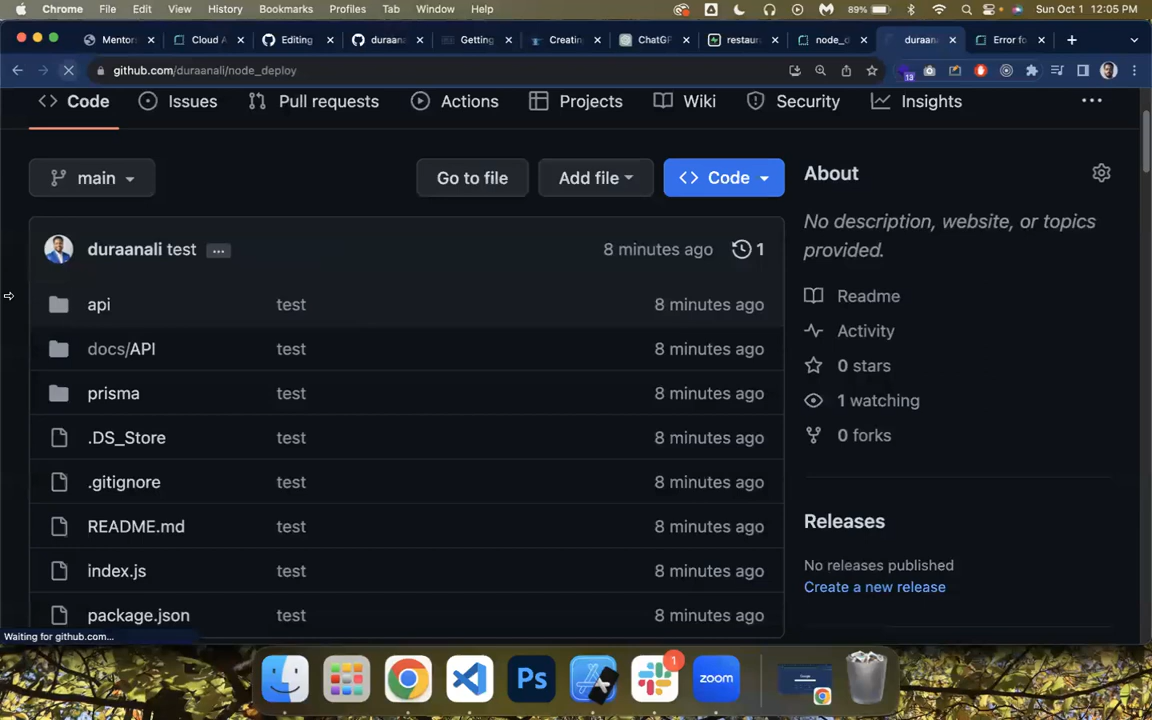 Chrome File Edit View History Bookmarks Profiles Tab Window Help 89% Sun Oct 1 12:05 PM
Mentor Cloud A Editing duraan Getting Creatin ChatGP restaur node_d duraan Error fo
github.com/duraanali/node_deploy 13
Code Issues Pull requests Actions Projects Wiki Security Insights ...
main Go to file Add file Code
About
No description, website, or topics
provided.
duraanali test ... 8 minutes ago 1
api test 8 minutes ago
docs/API test 8 minutes ago
prisma test 8 minutes ago
.DS_Store test 8 minutes ago
.gitignore test 8 minutes ago
README.md test 8 minutes ago
index.js test 8 minutes ago
package.json test 8 minutes ago
Readme
Activity
0 stars
1 watching
0 forks
Releases
No releases published
Create a new release
Waiting for github.com...
Ps 1 zoom